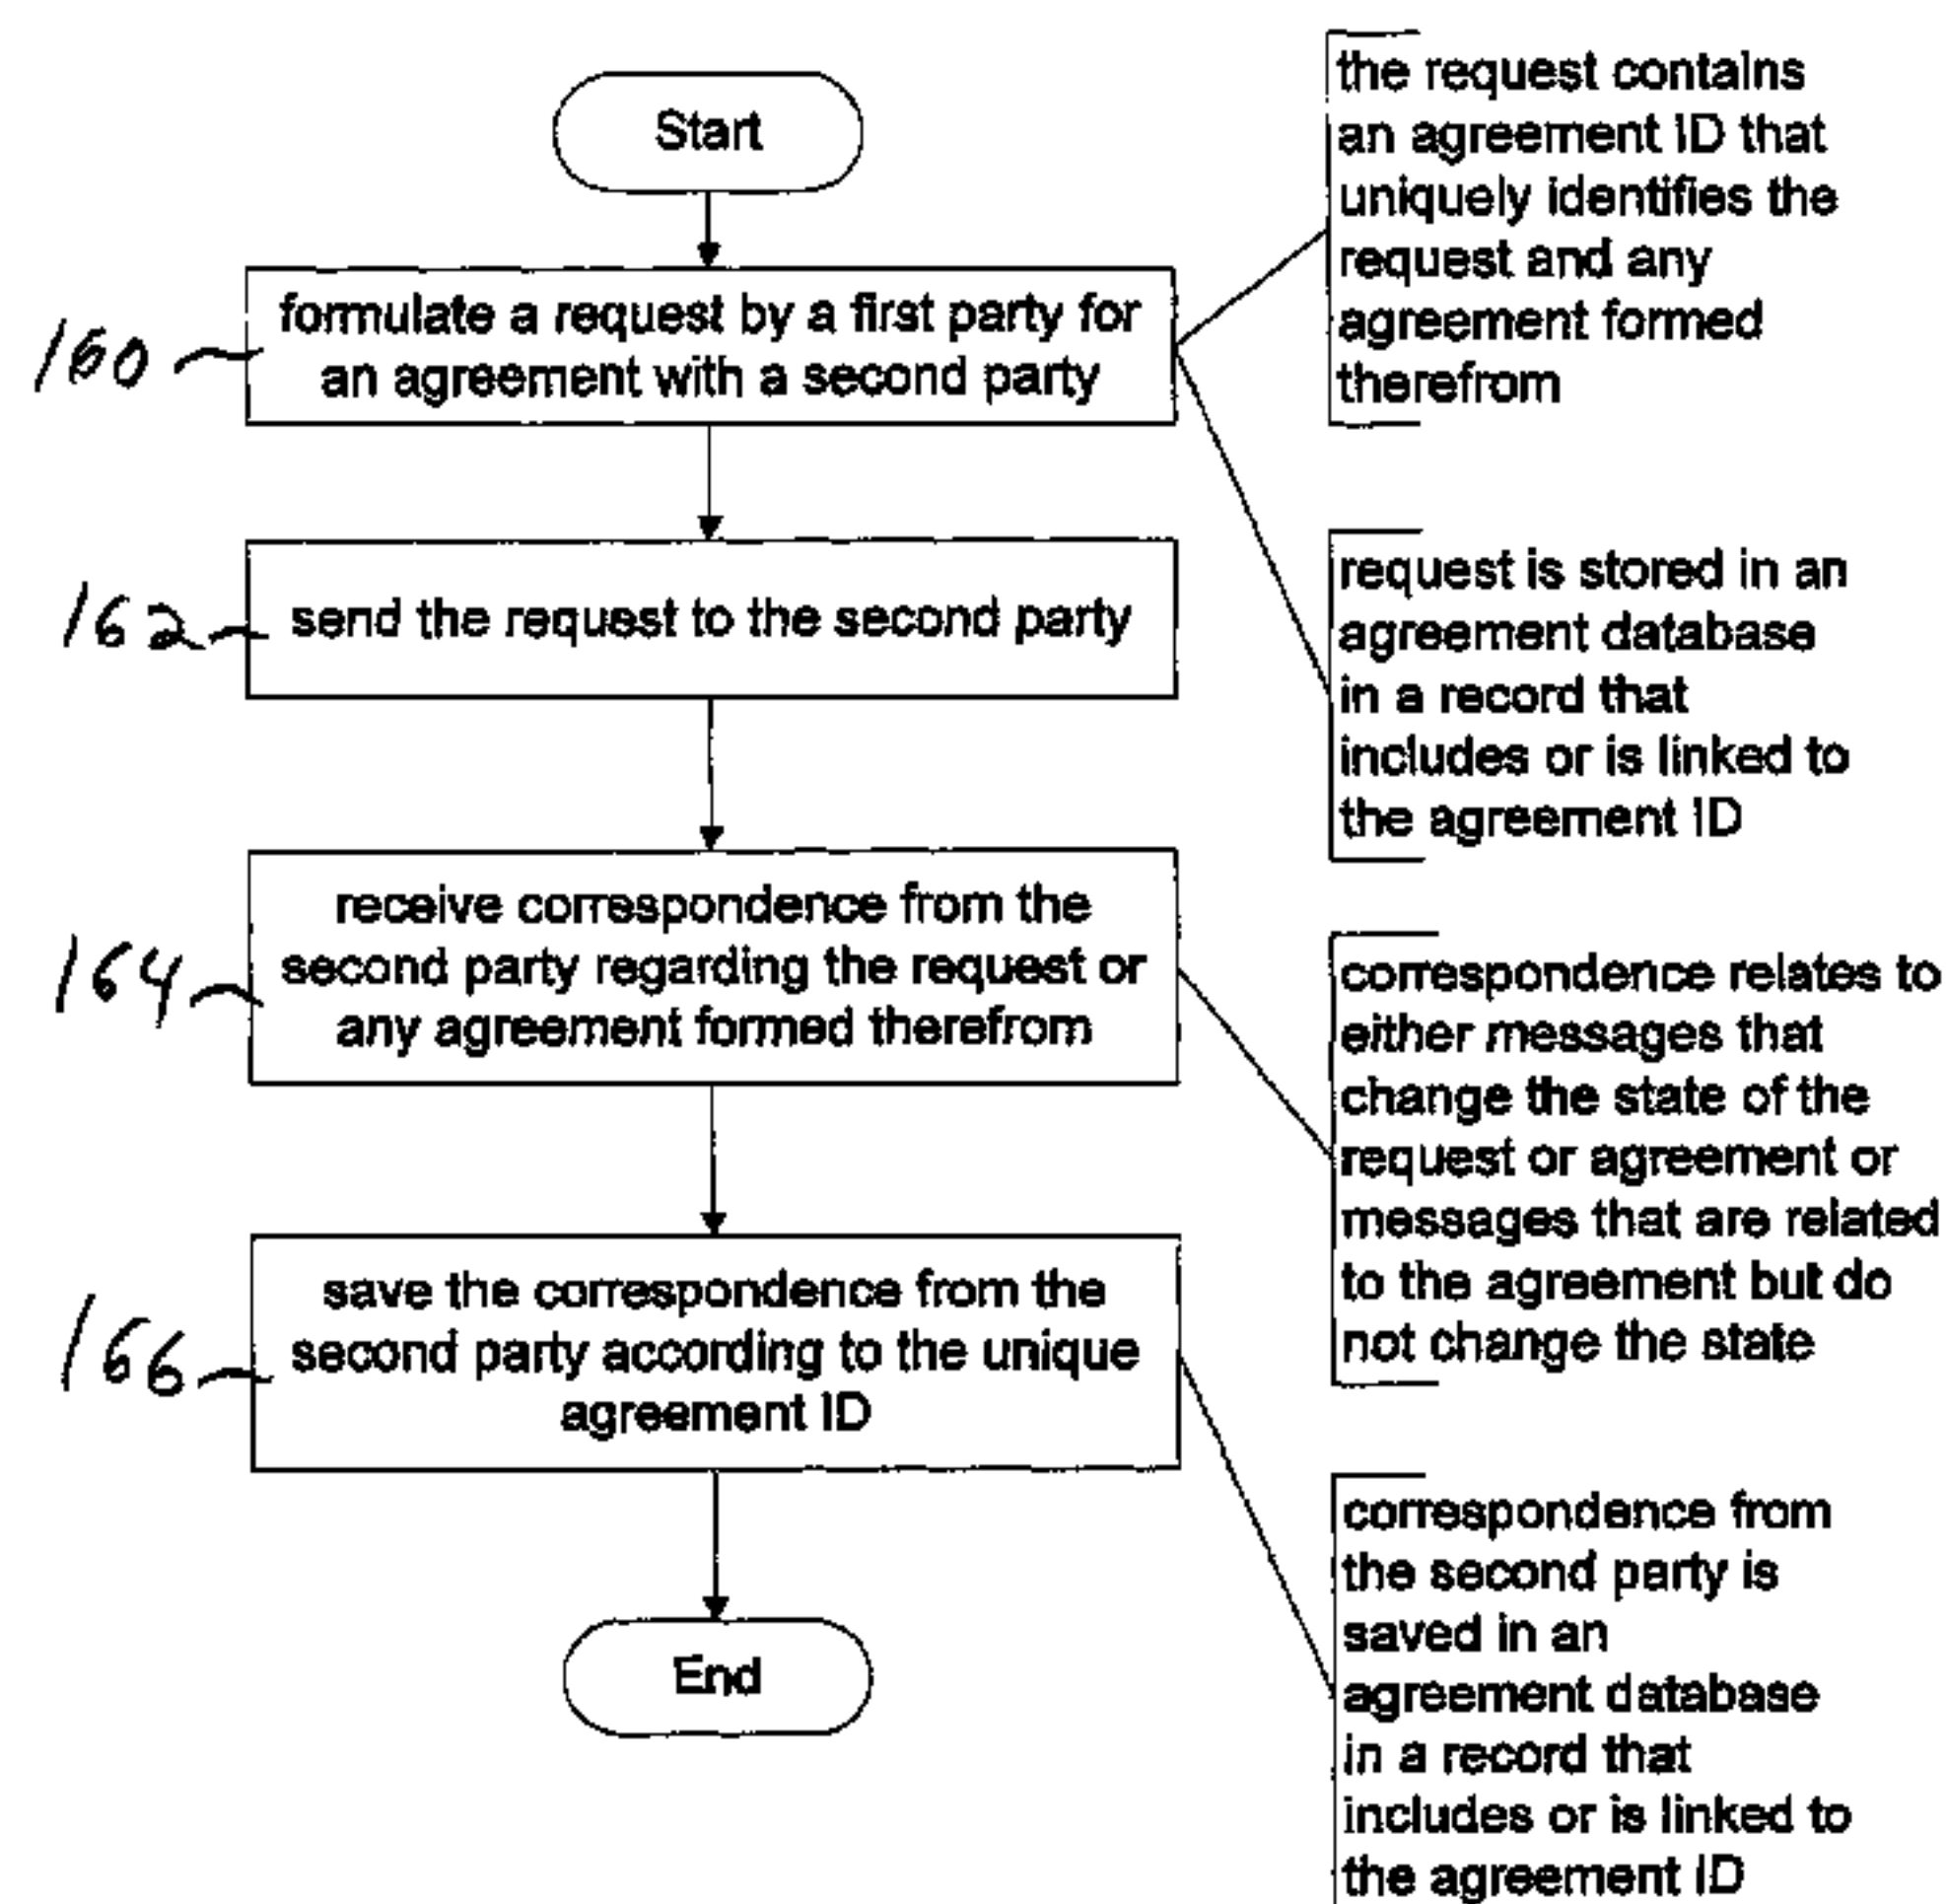 Start
160
formulate a request by a first party for
an agreement with a second party
the request contains
an agreement ID that
uniquely identifies the
request and any
agreement formed
therefrom
request is stored in an
agreement database
in a record that
includes or is linked to
the agreement ID
162
send the request to the second party
164
receive correspondence from the
second party regarding the request or
any agreement formed therefrom
correspondence relates to
either messages that
change the state of the
request or agreement or
messages that are related
to the agreement but do
not change the state
166
save the correspondence from the
second party according to the unique
agreement ID
correspondence from
the second party is
saved in an
agreement database
in a record that
includes or is linked to
the agreement ID
End